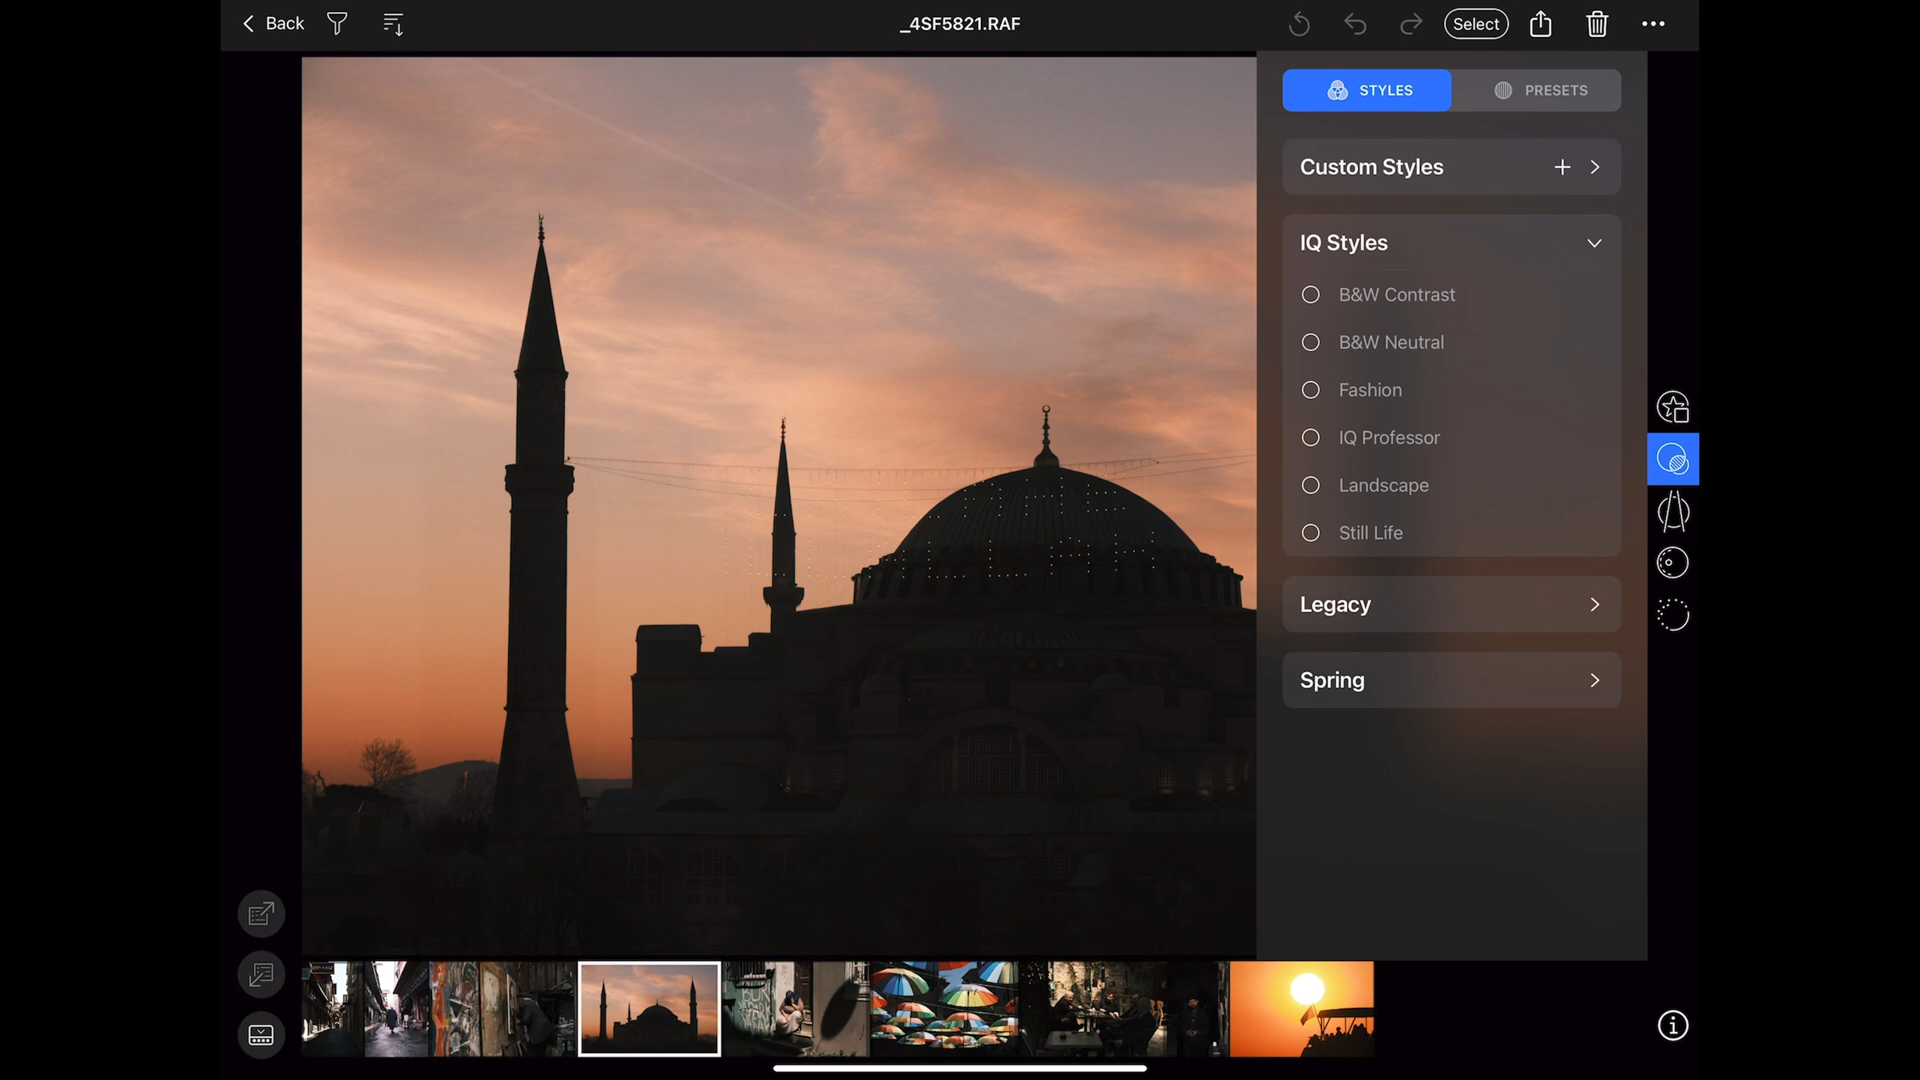 Back
_4SF5821.RAF
Select
STYLES
PRESETS
Custom Styles
IQ Styles
B&W Contrast
B&W Neutral
Fashion
IQ Professor
Landscape
Still Life
Legacy
Spring